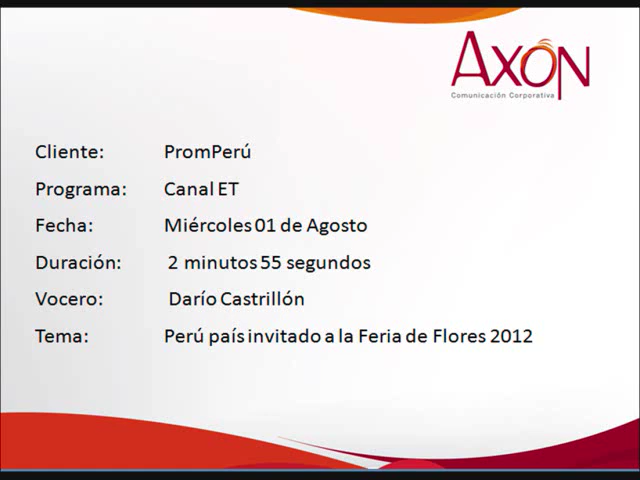 AXÓN
Comunicación Corporativa
Cliente: PromPerú
Programa: Canal ET
Fecha: Miércoles 01 de Agosto
Duración: 2 minutos 55 segundos
Vocero: Darío Castrillón
Tema: Perú país invitado a la Feria de Flores 2012